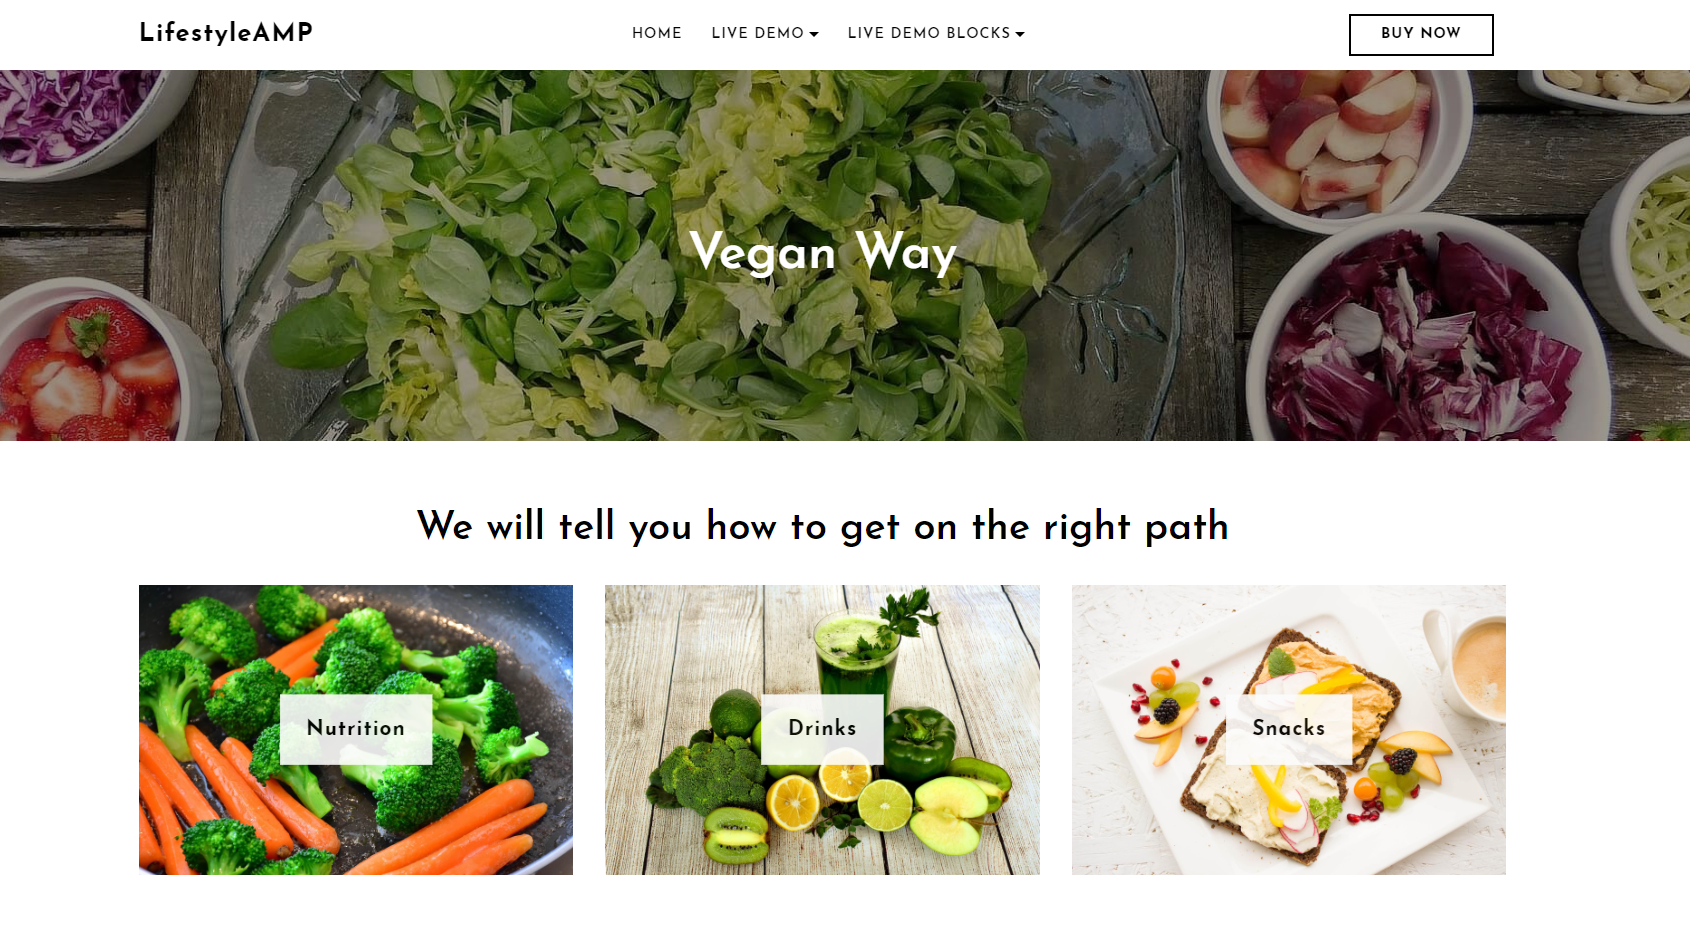 LifestyleAMP
HOME
LIVE DEMO
LIVE DEMO BLOCKS
BUY NOW
Vegan Way
We will tell you how to get on the right path
Nutrition
Drinks
Snacks